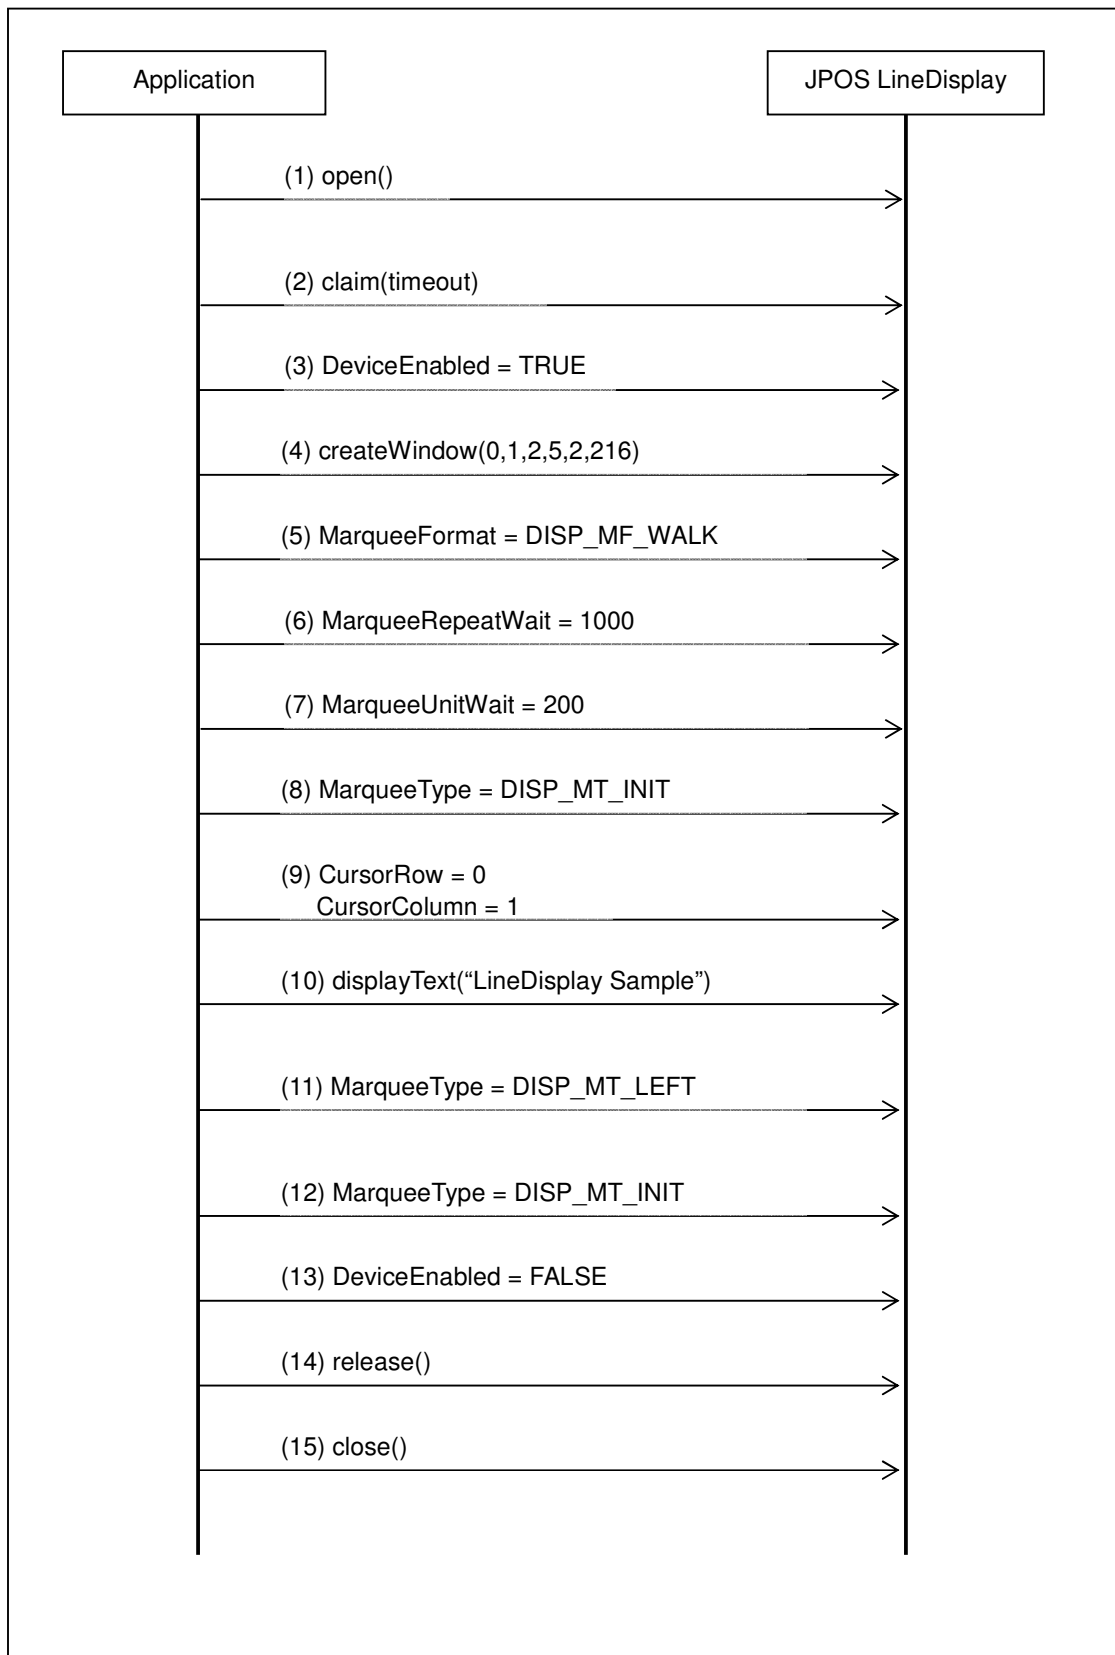 Application
JPOS LineDisplay
(1) open()
(2) claim(timeout)
(3) DeviceEnabled = TRUE
(4) createWindow(0,1,2,5,2,216)
(5) MarqueeFormat = DISP_MF_WALK
(6) MarqueeRepeatWait = 1000
(7) MarqueeUnitWait = 200
(8) MarqueeType = DISP_MT_INIT
(9) CursorRow = 0
CursorColumn = 1
(10) displayText(“LineDisplay Sample”)
(11) MarqueeType = DISP_MT_LEFT
(12) MarqueeType = DISP_MT_INIT
(13) DeviceEnabled = FALSE
(14) release()
(15) close()